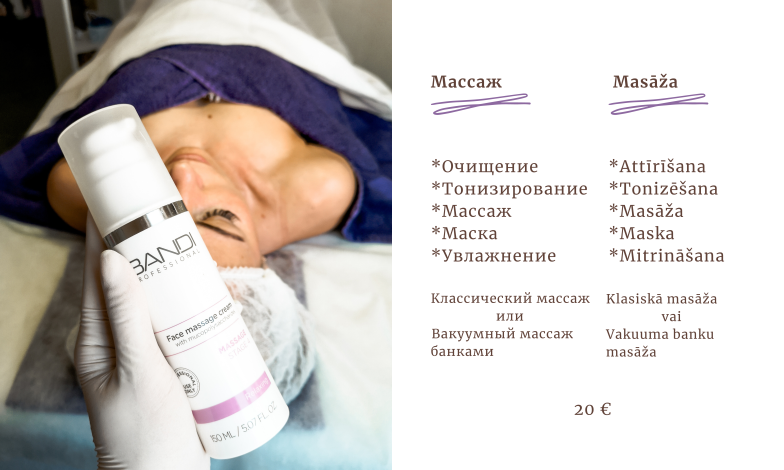 BANDI
PROFESSIONAL
Face massage cream
150 ML / 5.07 FL. OZ
Массаж
*Очищение
*Тонизирование
*Массаж
*Маска
*Увлажнение
Классический массаж
или
Вакуумный массаж
банками
Masāža
*Attīrīšana
*Tonizēšana
*Masāža
*Maska
*Mitrināšana
Klasiskā masāža
vai
Vakuuma banku
masāža
20 €